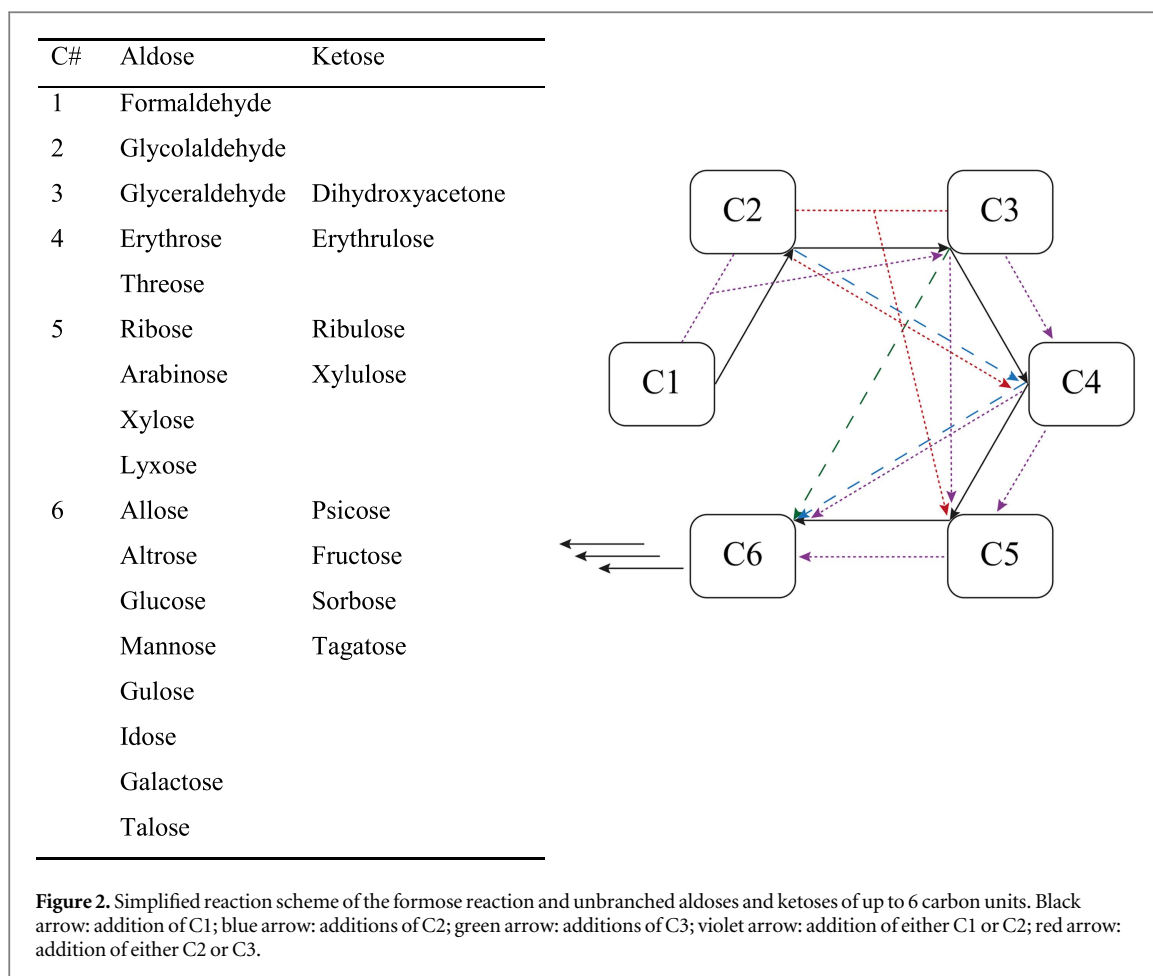 C# Aldose Ketose
1 Formaldehyde
2 Glycolaldehyde
3 Glyceraldehyde Dihydroxyacetone
4 Erythrose Erythrulose
Threose
5 Ribose Ribulose
Arabinose Xylulose
Xylose
Lyxose
6 Allose Psicose
Altrose Fructose
Glucose Sorbose
Mannose Tagatose
Gulose
Idose
Galactose
Talose
C2 C3
C1 C4
C6 C5
Figure 2. Simplified reaction scheme of the formose reaction and unbranched aldoses and ketoses of up to 6 carbon units. Black
arrow: addition of C1; blue arrow: additions of C2; green arrow: additions of C3; violet arrow: addition of either C1 or C2; red arrow:
addition of either C2 or C3.